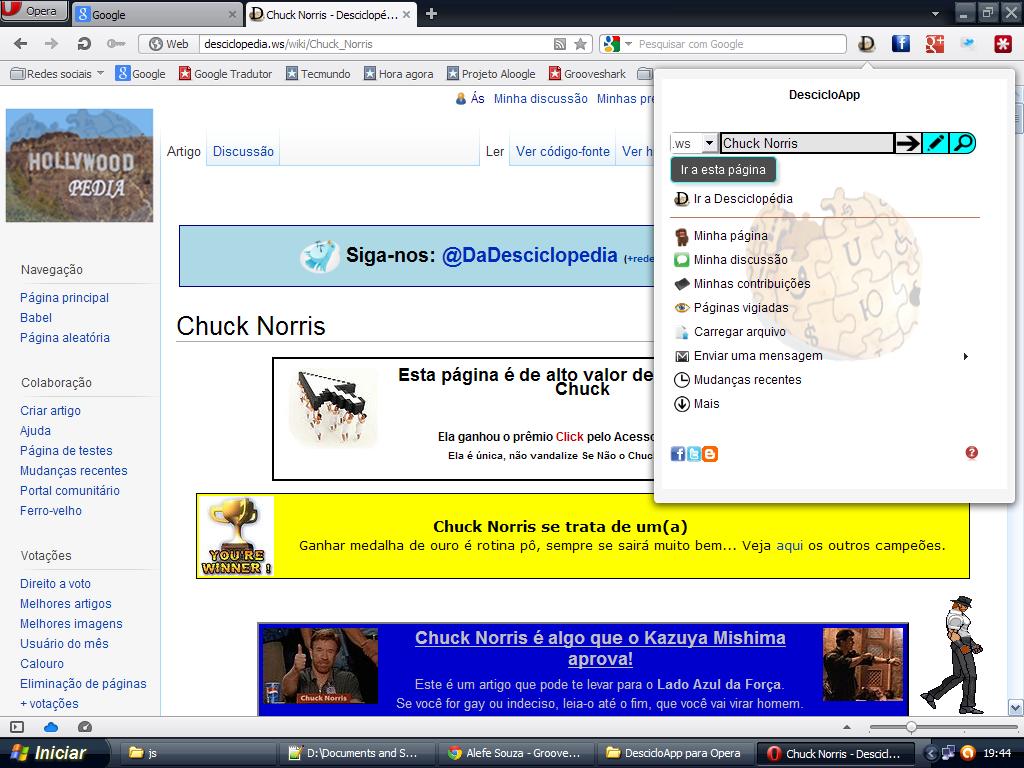 Opera
Google
Chuck Norris - Desciclopé...
Web
desciclopedia.ws/wiki/Chuck_Norris
Pesquisar com Google
Redes sociais
Google
Google Tradutor
Tecmundo
Hora agora
Projeto Aloogle
Grooveshark
Ás
Minha discussão
Minhas pre
HOLLYWOOD
PEDIA
Artigo
Discussão
Ler
Ver código-fonte
Ver h
DescicloApp
.ws
Chuck Norris
Ir a esta página
Ir a Desciclopédia
Minha página
Minha discussão
Minhas contribuições
Páginas vigiadas
Carregar arquivo
Enviar uma mensagem
Mudanças recentes
Mais
Siga-nos: @DaDesciclopedia (+rede
Navegação
Página principal
Babel
Página aleatória
Colaboração
Criar artigo
Ajuda
Página de testes
Mudanças recentes
Portal comunitário
Ferro-velho
Votações
Direito a voto
Melhores artigos
Melhores imagens
Usuário do mês
Calouro
Eliminação de páginas
+ votações
Chuck Norris
Esta página é de alto valor de
Chuck
Ela ganhou o prêmio Click pelo Acesso
Ela é única, não vandalize Se Não o Chuc
YOU'RE
WINNER !
Chuck Norris se trata de um(a)
Ganhar medalha de ouro é rotina pô, sempre se sairá muito bem... Veja aqui os outros campeões.
Chuck Norris
Chuck Norris é algo que o Kazuya Mishima
aprova!
Este é um artigo que pode te levar para o Lado Azul da Força.
Se você for gay ou indeciso, leia-o até o fim, que você vai virar homem.
Iniciar
js
D:\Documents and S...
Alefe Souza - Groove...
DescicloApp para Opera
Chuck Norris - Descicl...
19:44